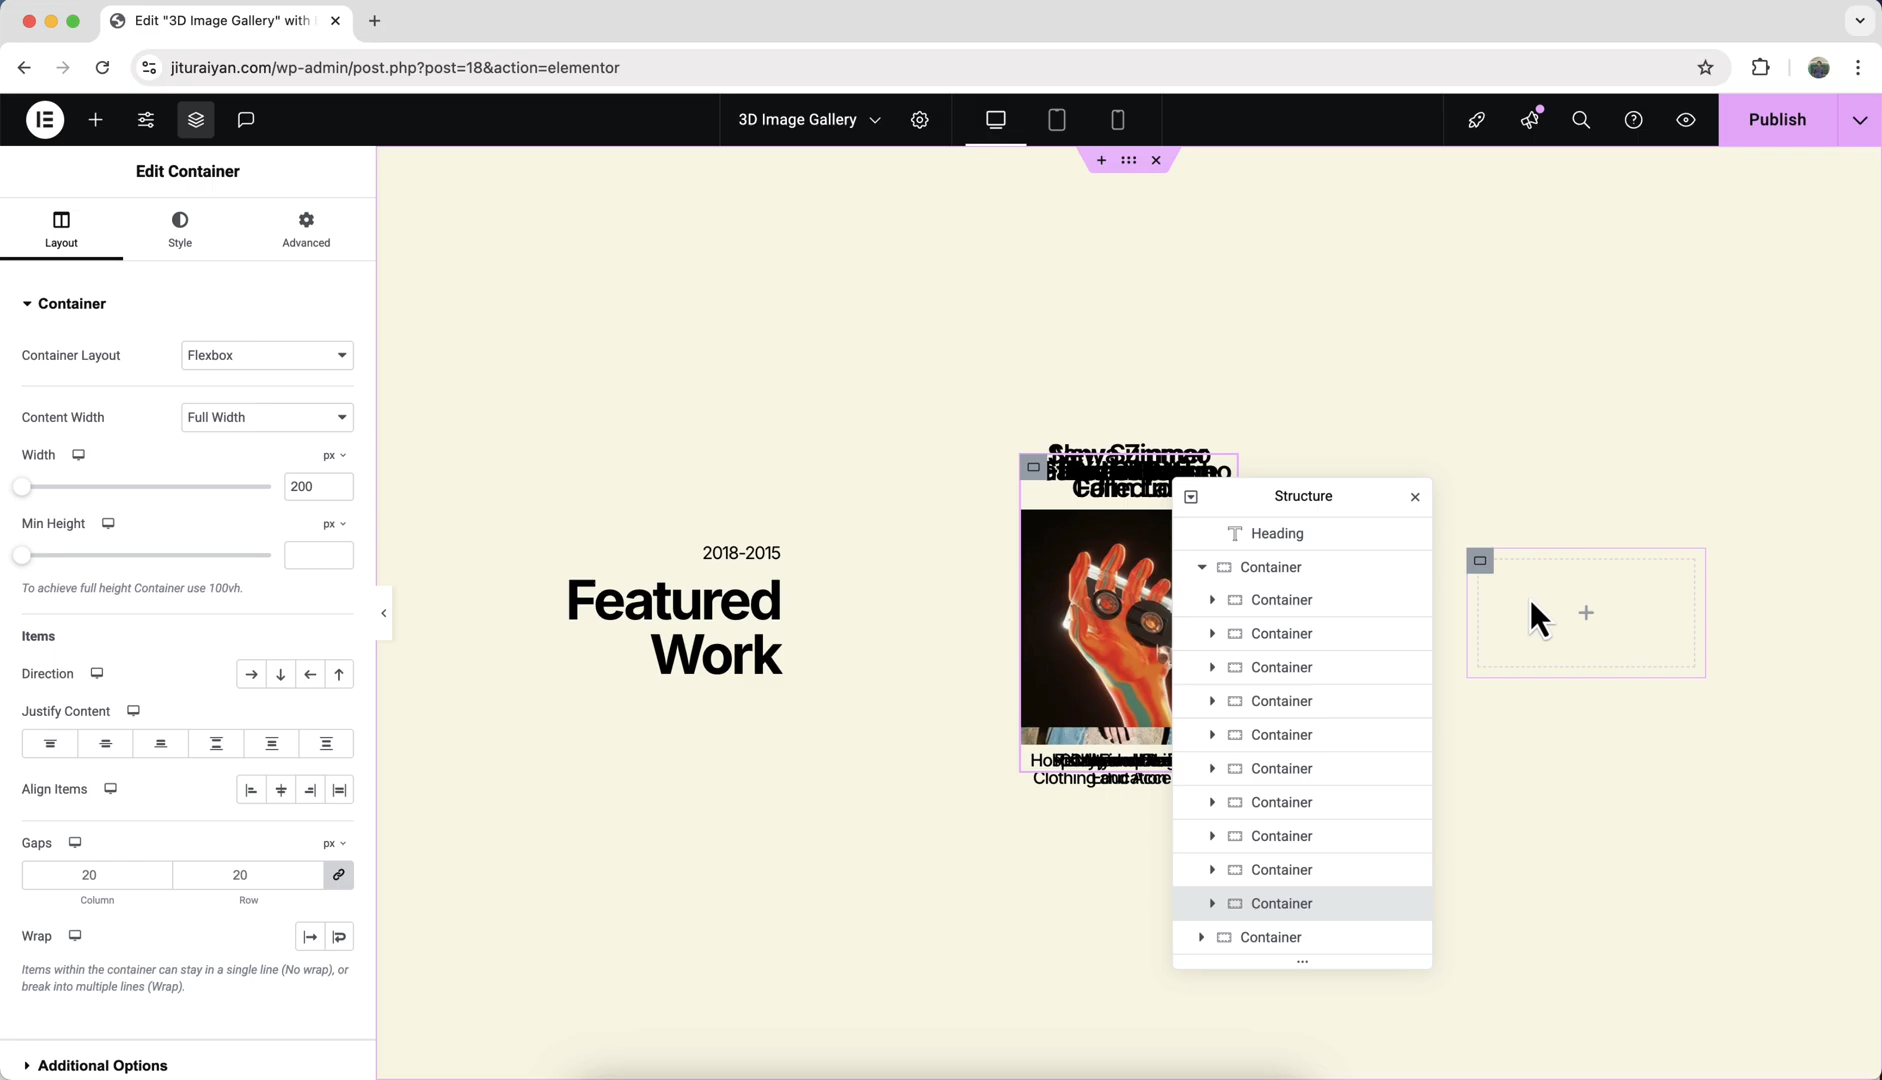 Edit "3D Image Gallery" with
jituraiyan.com/wp-admin/post.php?post=18&action=elementor
3D Image Gallery
Publish
Edit Container
Layout
Style
Advanced
Container
Container Layout
Flexbox
Content Width
Full Width
Width
px
200
Min Height
px
To achieve full height Container use 100vh.
Items
Direction
Justify Content
Align Items
Gaps
px
20
20
Column
Row
Wrap
Items within the container can stay in a single line (No wrap), or
break into multiple lines (Wrap).
Additional Options
2018-2015
Featured
Work
Structure
Heading
Container
Container
Container
Container
Container
Container
Container
Container
Container
Container
Container
Container